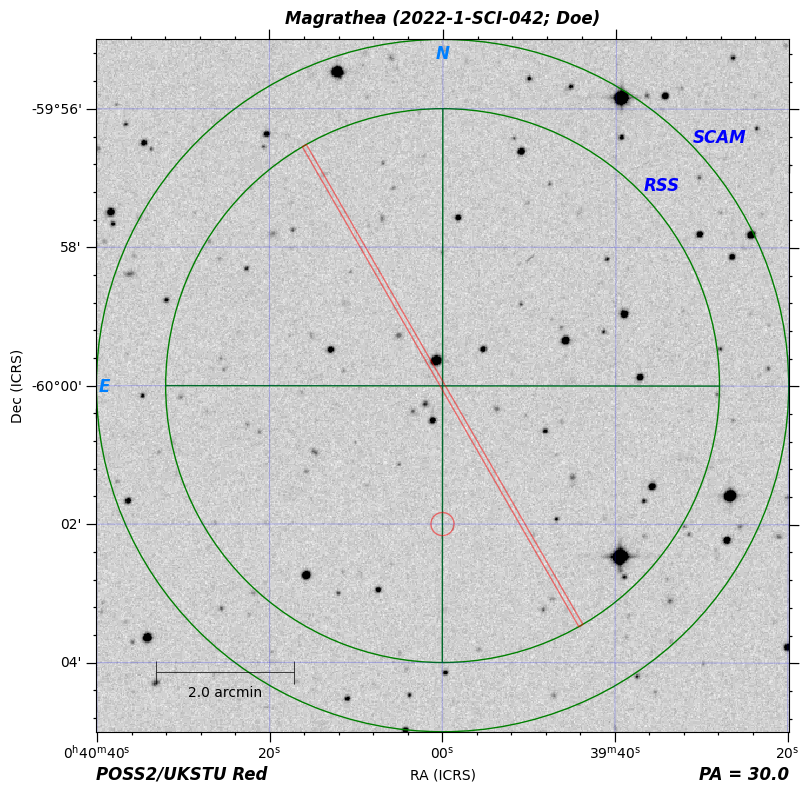 Magrathea (2022-1-SCI-042; Doe)
N
-59°56'
SCAM
RSS
58'
E
-60°00'
Dec (ICRS)
02'
04'
2.0 arcmin
0ʰ40ᵐ40ˢ 20ˢ 00ˢ 39ᵐ40ˢ 20ˢ
POSS2/UKSTU Red RA (ICRS) PA = 30.0